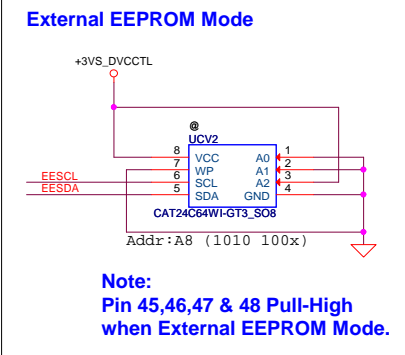 External EEPROM Mode
+3VS_DVCCTL
@
UCV2
8 VCC A0 1
7 WP A1 2
EESCL 6 SCL A2 3
EESDA 5 SDA GND 4
CAT24C64WI-GT3_SO8
Addr:A8 (1010 100x)
Note:
Pin 45,46,47 & 48 Pull-High
when External EEPROM Mode.